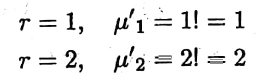 r = 1, μ′₁ = 1! = 1
r = 2, μ′₂ = 2! = 2